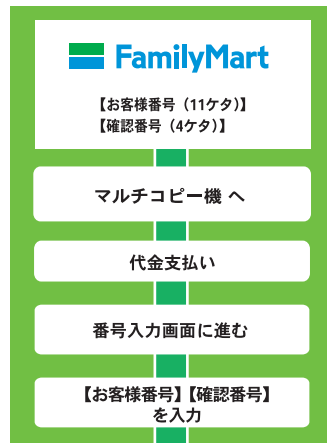 FamilyMart
【お客様番号（11ケタ）】
【確認番号（4ケタ）】
マルチコピー機 へ
代金支払い
番号入力画面に進む
【お客様番号】【確認番号】
を入力